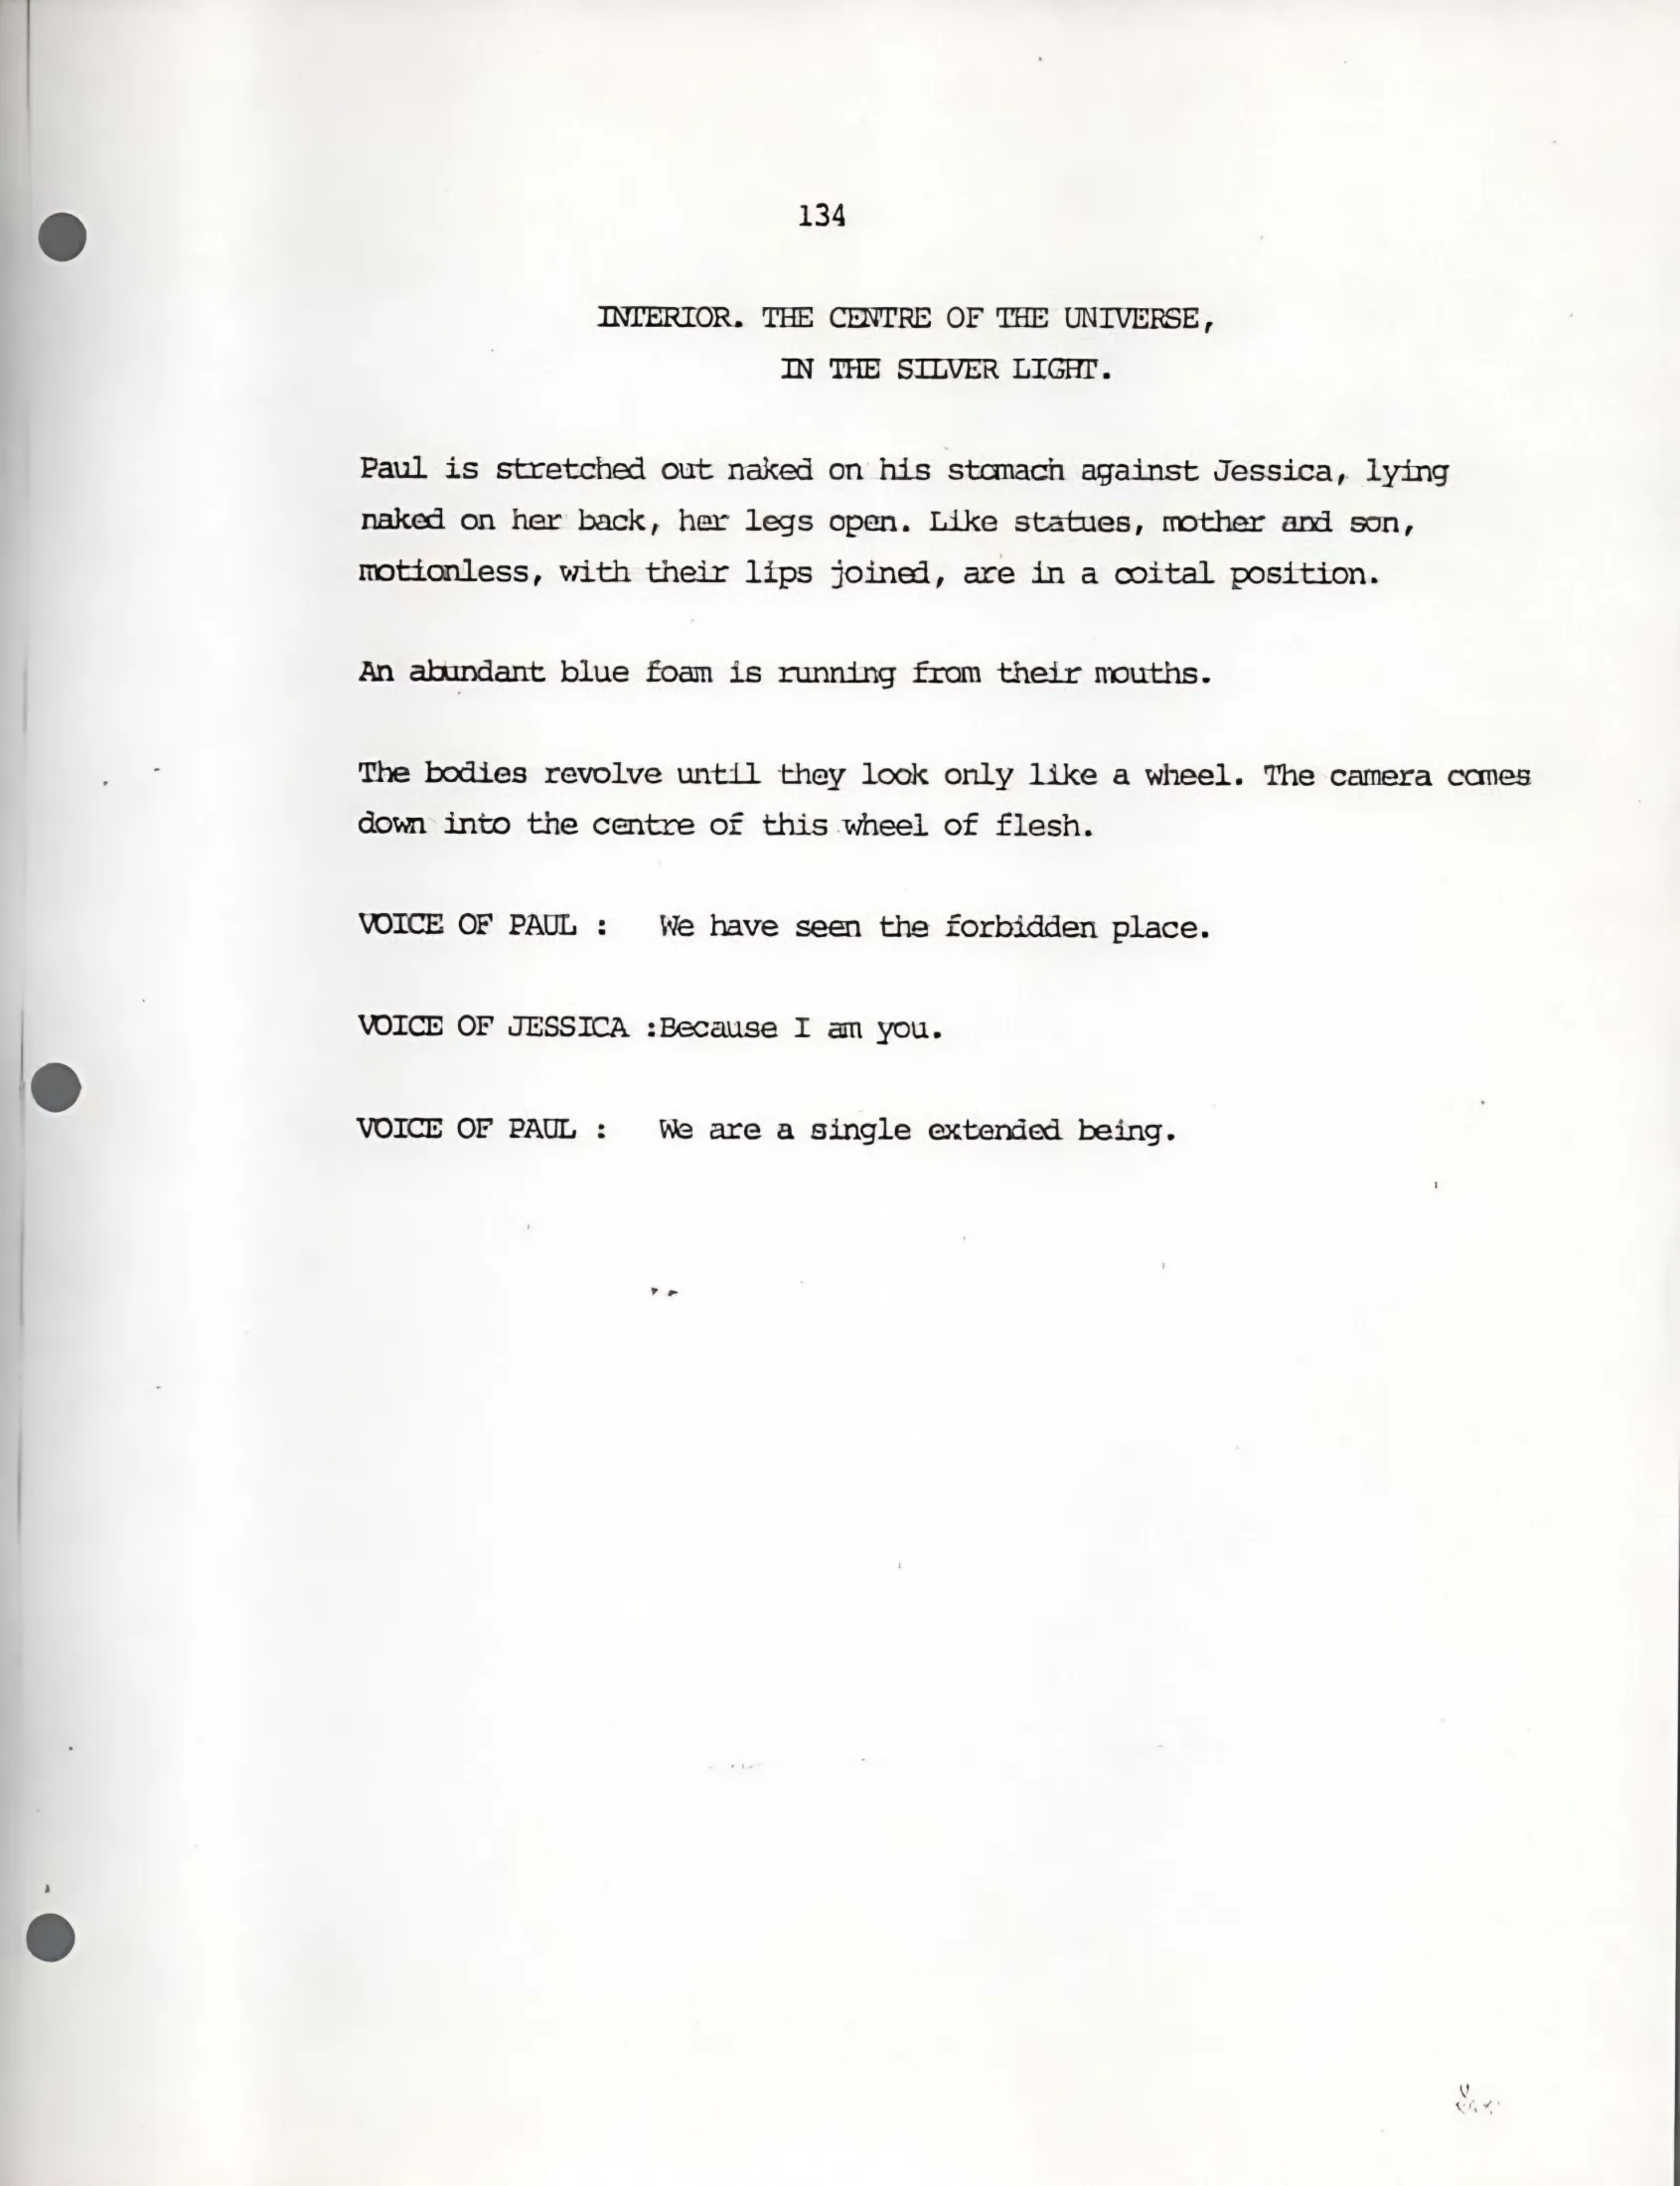 134
INTERIOR. THE CENTRE OF THE UNIVERSE,
IN THE SILVER LIGHT.
Paul is stretched out naked on his stomach against Jessica, lying
naked on her back, her legs open. Like statues, mother and son,
motionless, with their lips joined, are in a coital position.
An abundant blue foam is running from their mouths.
The bodies revolve until they look only like a wheel. The camera comes
down into the centre of this wheel of flesh.
VOICE OF PAUL : We have seen the forbidden place.
VOICE OF JESSICA :Because I am you.
VOICE OF PAUL : We are a single extended being.